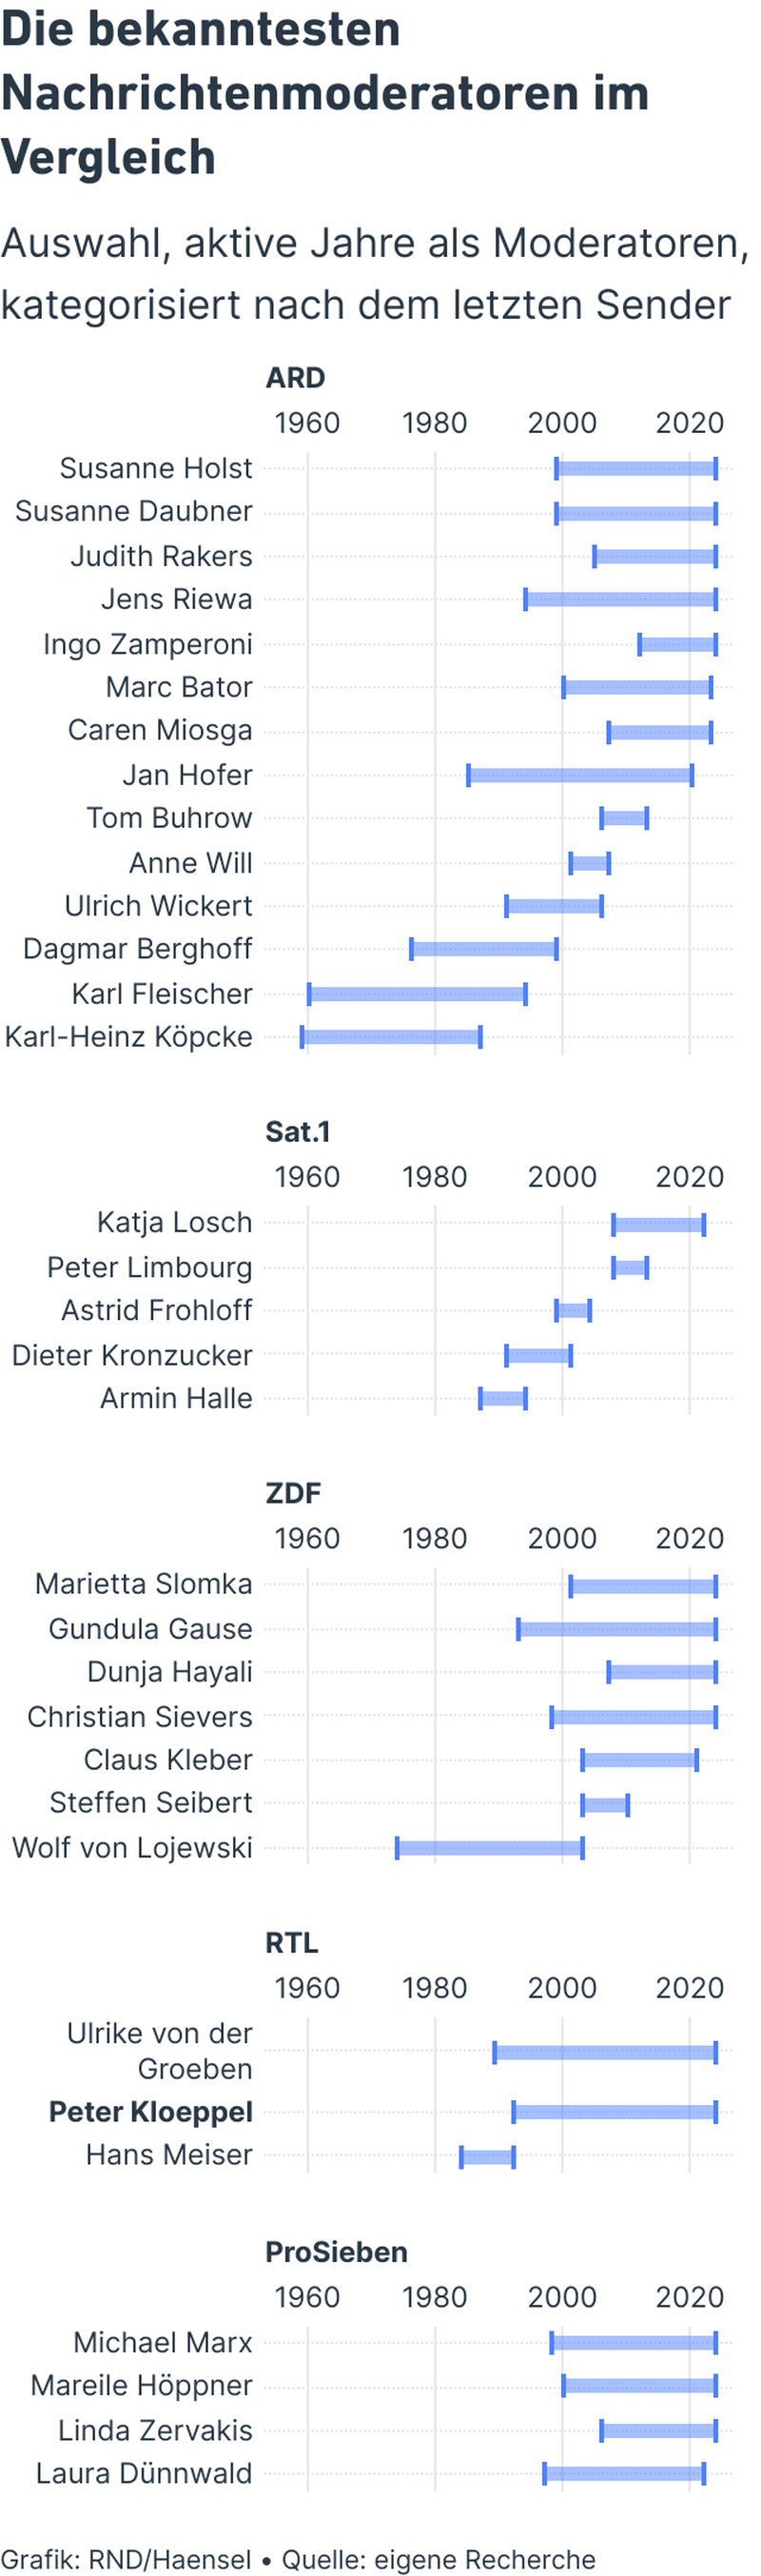 Die bekanntesten
Nachrichtenmoderatoren im
Vergleich
Auswahl, aktive Jahre als Moderatoren,
kategorisiert nach dem letzten Sender
ARD
1960 1980 2000 2020
Susanne Holst
Susanne Daubner
Judith Rakers
Jens Riewa
Ingo Zamperoni
Marc Bator
Caren Miosga
Jan Hofer
Tom Buhrow
Anne Will
Ulrich Wickert
Dagmar Berghoff
Karl Fleischer
Karl-Heinz Köpcke
Sat.1
1960 1980 2000 2020
Katja Losch
Peter Limbourg
Astrid Frohloff
Dieter Kronzucker
Armin Halle
ZDF
1960 1980 2000 2020
Marietta Slomka
Gundula Gause
Dunja Hayali
Christian Sievers
Claus Kleber
Steffen Seibert
Wolf von Lojewski
RTL
1960 1980 2000 2020
Ulrike von der
Groeben
Peter Kloeppel
Hans Meiser
ProSieben
1960 1980 2000 2020
Michael Marx
Mareile Höppner
Linda Zervakis
Laura Dünnwald
Grafik: RND/Haensel • Quelle: eigene Recherche